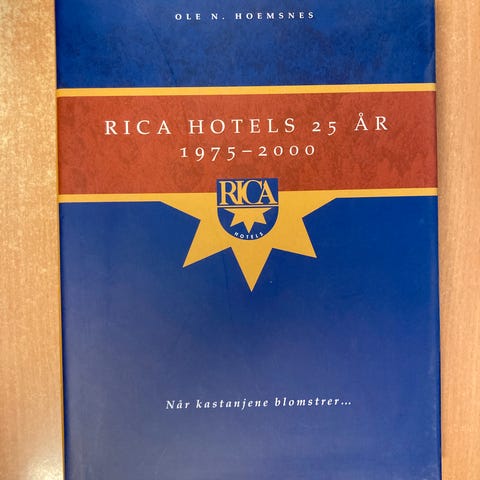 OLE N. HOEMSNES
RICA HOTELS 25 ÅR
1975–2000
RICA
HOTELS
Når kastanjene blomstrer...